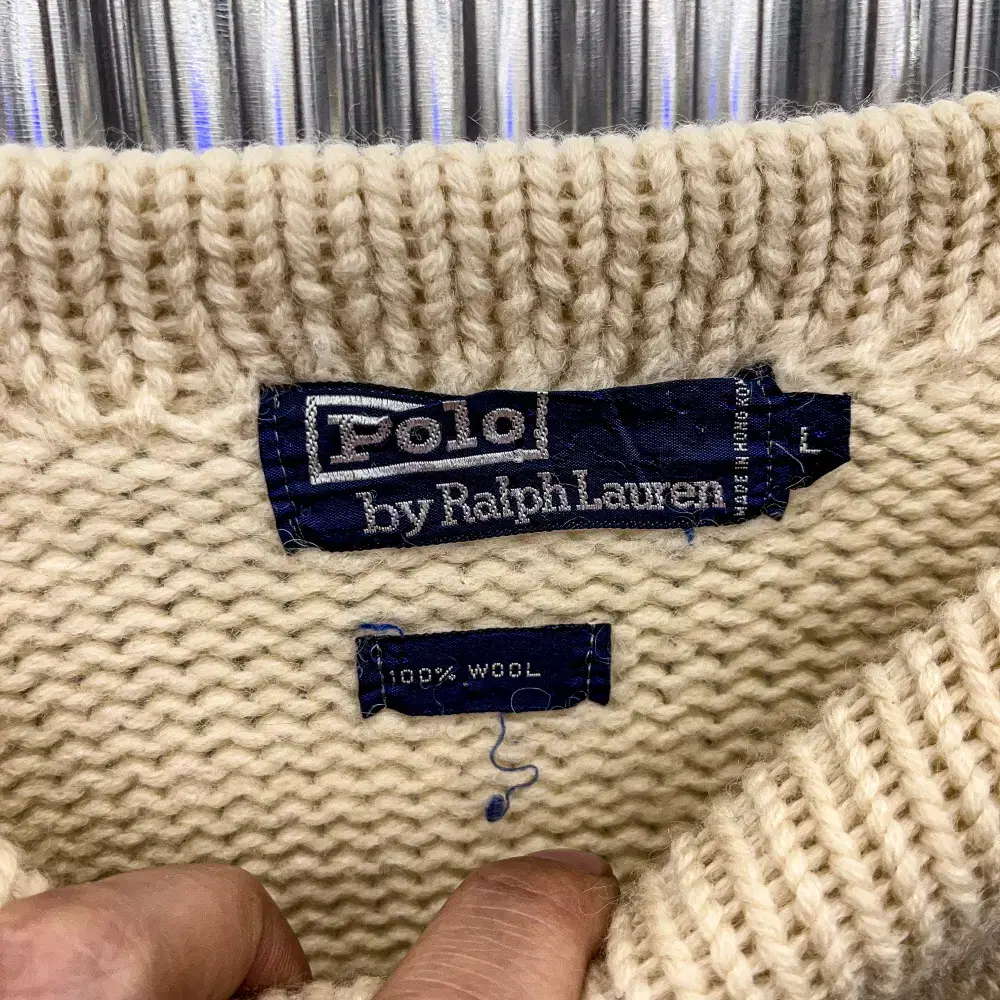 Polo
by Ralph Lauren
MADE IN HONG KONG
L
100% WOOL